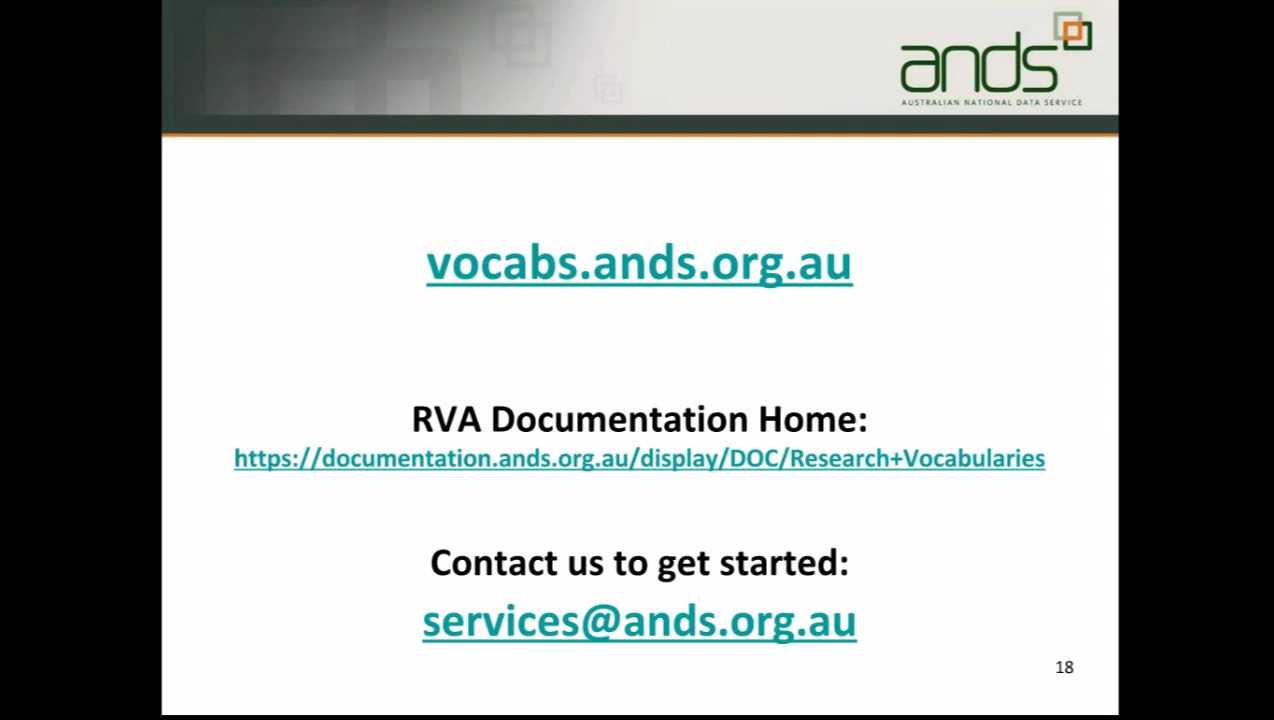 ands
AUSTRALIAN NATIONAL DATA SERVICE
vocabs.ands.org.au
RVA Documentation Home:
https://documentation.ands.org.au/display/DOC/Research+Vocabularies
Contact us to get started:
services@ands.org.au
18